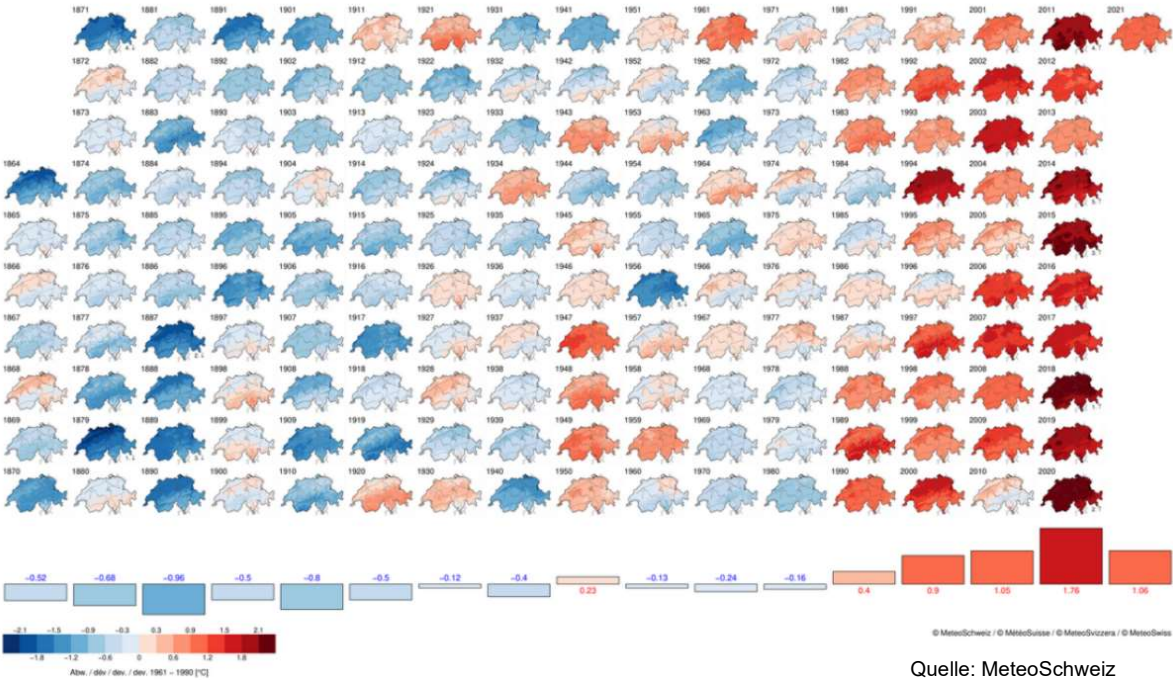 1871 1881 1891 1901 1911 1921 1931 1941 1951 1961 1971 1981 1991 2001 2011 2021
1872 1882 1892 1902 1912 1922 1932 1942 1952 1962 1972 1982 1992 2002 2012
1873 1883 1893 1903 1913 1923 1933 1943 1953 1963 1973 1983 1993 2003 2013
1864 1874 1884 1894 1904 1914 1924 1934 1944 1954 1964 1974 1984 1994 2004 2014
1865 1875 1885 1895 1905 1915 1925 1935 1945 1955 1965 1975 1985 1995 2005 2015
1866 1876 1886 1896 1906 1916 1926 1936 1946 1956 1966 1976 1986 1996 2006 2016
1867 1877 1887 1897 1907 1917 1927 1937 1947 1957 1967 1977 1987 1997 2007 2017
1868 1878 1888 1898 1908 1918 1928 1938 1948 1958 1968 1978 1988 1998 2008 2018
1869 1879 1889 1899 1909 1919 1929 1939 1949 1959 1969 1979 1989 1999 2009 2019
1870 1880 1890 1900 1910 1920 1930 1940 1950 1960 1970 1980 1990 2000 2010 2020
−0.52 −0.68 −0.96 −0.5 −0.8 −0.5 −0.12 −0.4 0.23 −0.13 −0.24 −0.16 0.4 0.9 1.05 1.76 1.06
−2.1 −1.5 −0.9 −0.3 0.3 0.9 1.5 2.1
−1.8 −1.2 −0.6 0 0.6 1.2 1.8
Abw. / dév / dev. / dev. 1961 − 1990 [°C]
© MeteoSchweiz / © MétéoSuisse / © MeteoSvizzera / © MeteoSwiss
Quelle: MeteoSchweiz